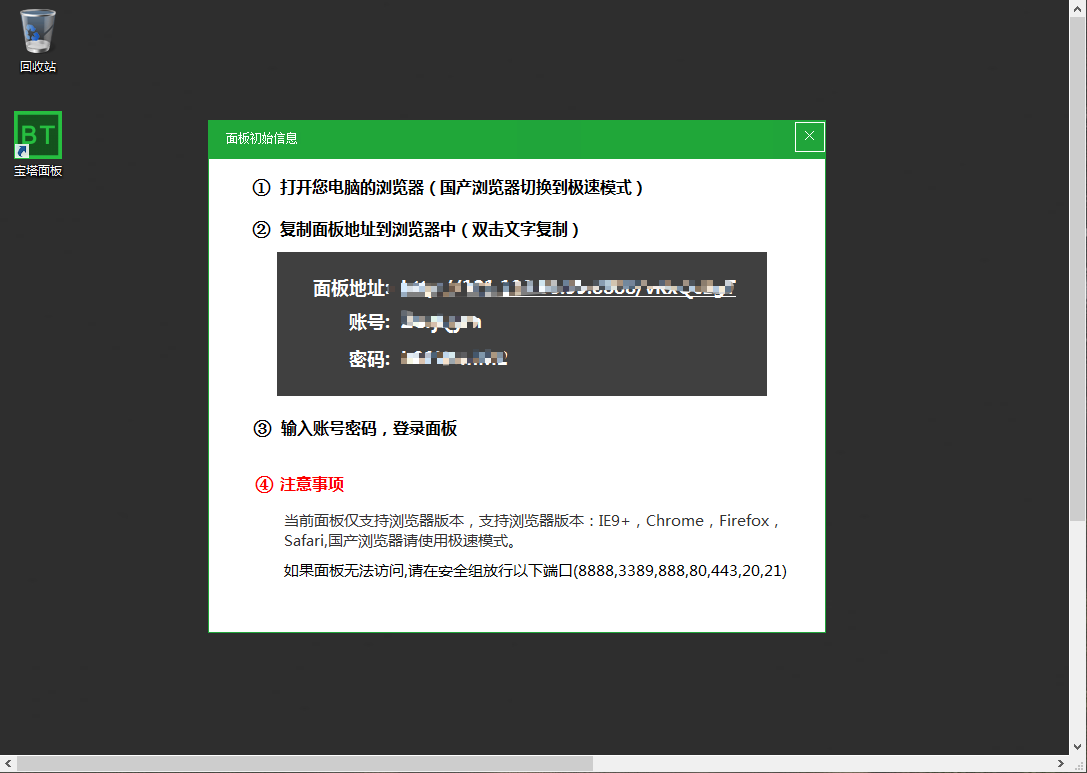 回收站
BT
宝塔面板
面板初始信息
① 打开您电脑的浏览器（国产浏览器切换到极速模式）
② 复制面板地址到浏览器中（双击文字复制）
面板地址:
账号:
密码:
③ 输入账号密码，登录面板
④ 注意事项
当前面板仅支持浏览器版本，支持浏览器版本：IE9+，Chrome，Firefox，
Safari,国产浏览器请使用极速模式。
如果面板无法访问,请在安全组放行以下端口(8888,3389,888,80,443,20,21)